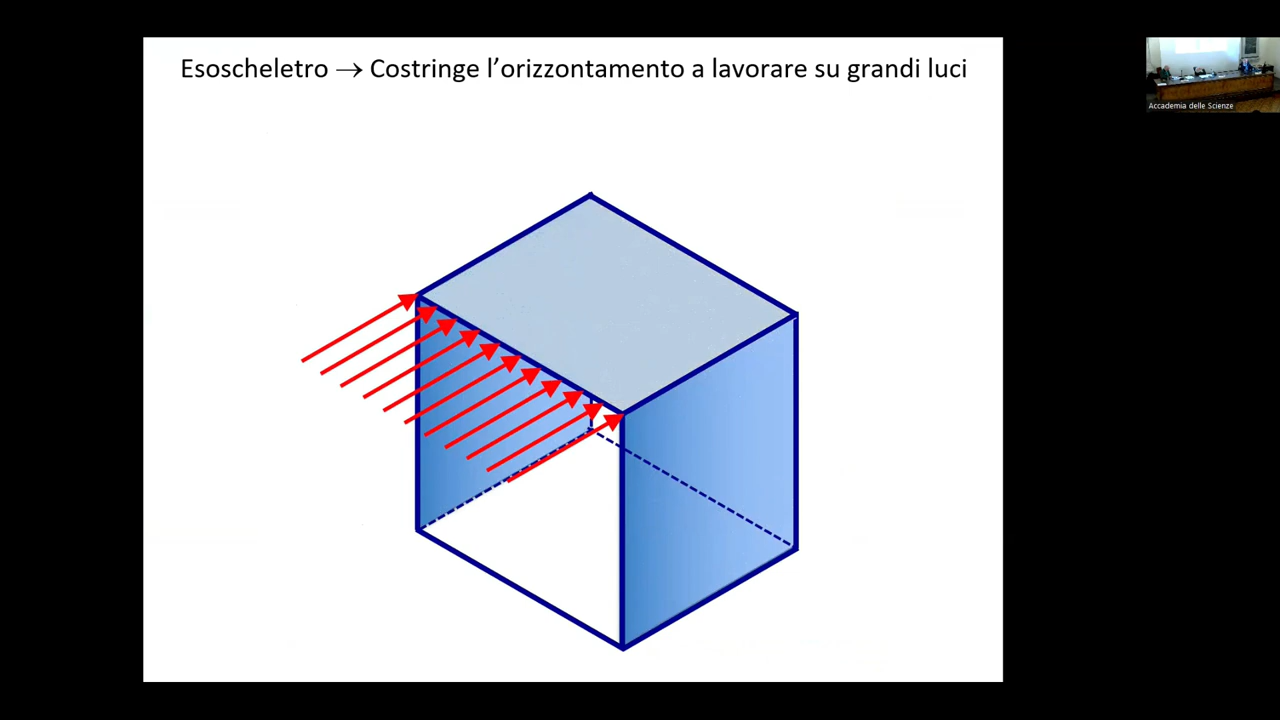 Esoscheletro → Costringe l’orizzontamento a lavorare su grandi luci
Accademia delle Scienze